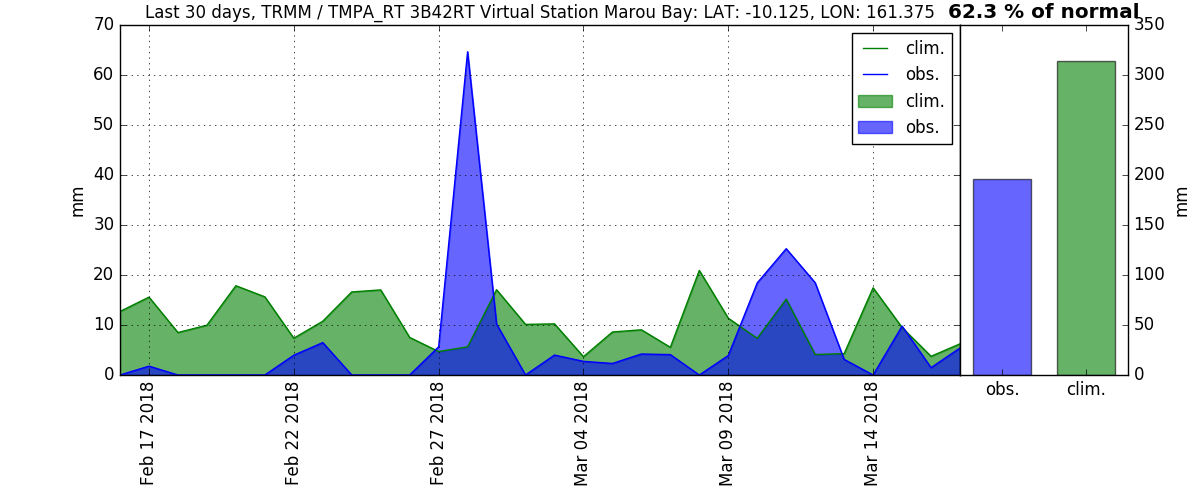 Last 30 days, TRMM / TMPA_RT 3B42RT Virtual Station Marou Bay: LAT: -10.125, LON: 161.375 62.3 % of normal
70
60
50
40
30
20
10
0
mm
clim.
obs.
clim.
obs.
Feb 17 2018
Feb 22 2018
Feb 27 2018
Mar 04 2018
Mar 09 2018
Mar 14 2018
350
300
250
200
150
100
50
0
mm
obs.
clim.